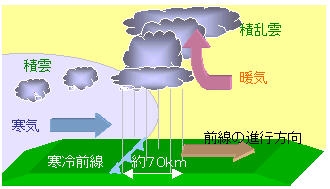 積乱雲
積雲
暖気
寒気
前線の進行方向
寒冷前線
約70km